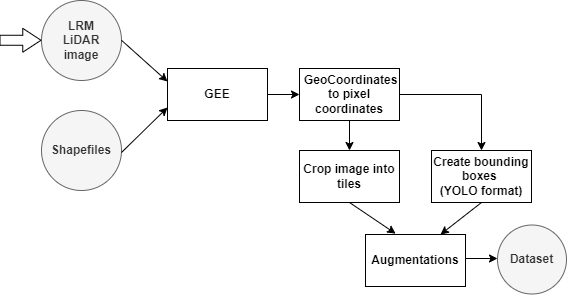 LRM
LiDAR
image
GEE
GeoCoordinates
to pixel
coordinates
Shapefiles
Crop image into
tiles
Create bounding
boxes
(YOLO format)
Augmentations
Dataset